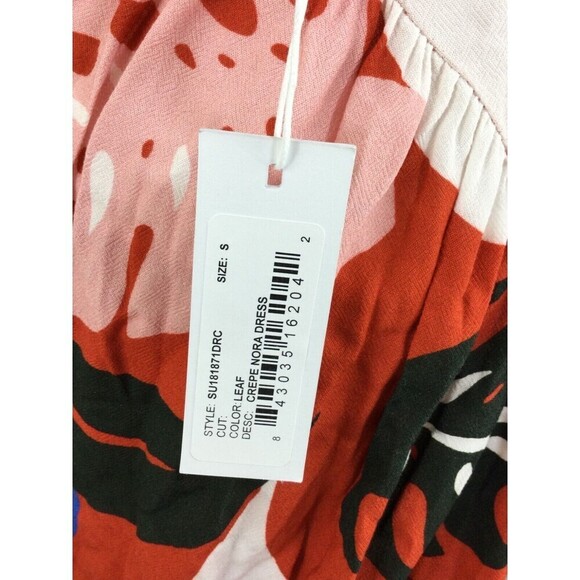 STYLE: SU181871DRC SIZE: S
CUT:
COLOR:LEAF
DESC: CREPE NORA DRESS
8 43035 16204 2